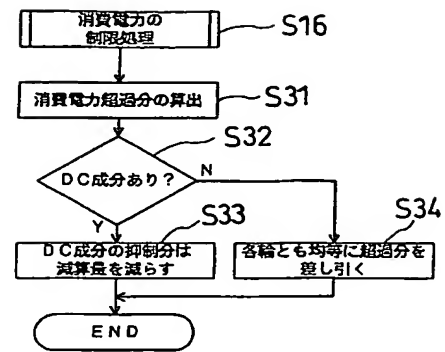 消費電力の
制限処理
S16
消費電力超過分の算出
S31
S32
DC成分あり？
N
Y
S33
DC成分の抑制分は
減算量を減らす
S34
各輪とも均等に超過分を
差し引く
END